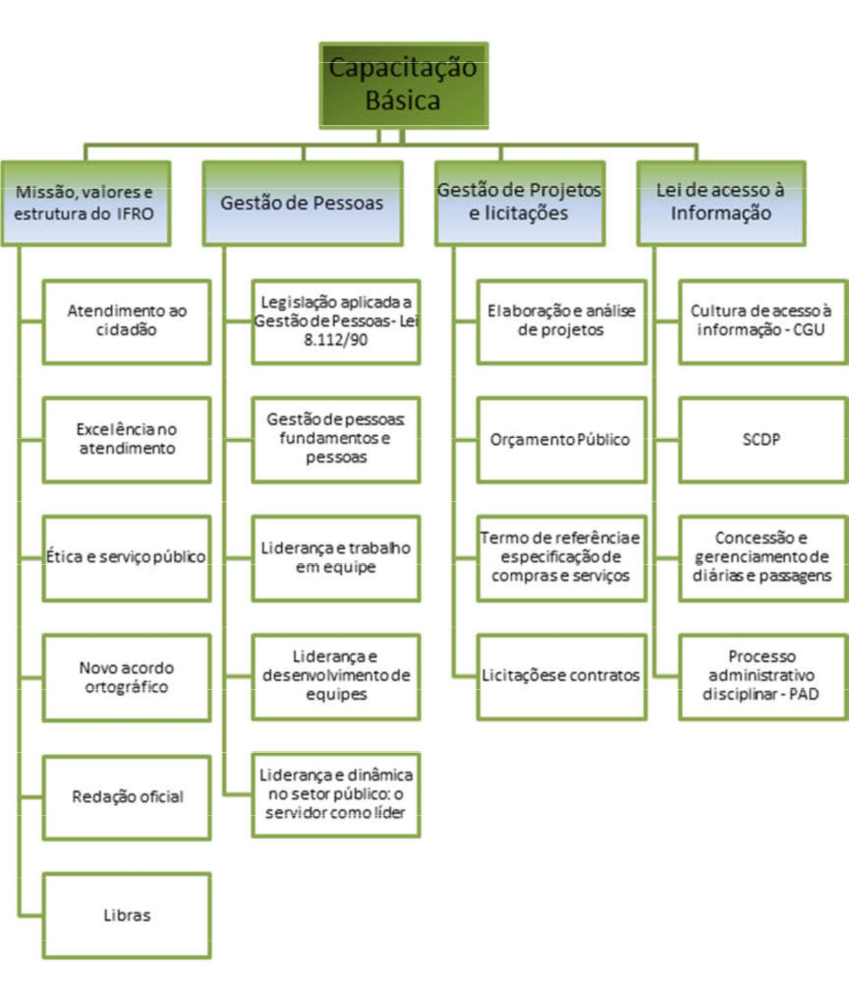 Capacitação
Básica
Missão, valores e
estrutura do IFRO
Gestão de Pessoas
Gestão de Projetos
e licitações
Lei de acesso à
Informação
Atendimento ao
cidadão
Excelência no
atendimento
Ética e serviço público
Novo acordo
ortográfico
Redação oficial
Libras
Legislação aplicada a
Gestão de Pessoas - Lei
8.112/90
Gestão de pessoas:
fundamentos e
pessoas
Liderança e trabalho
em equipe
Liderança e
desenvolvimento de
equipes
Liderança e dinâmica
no setor público: o
servidor como líder
Elaboração e análise
de projetos
Orçamento Público
Termo de referência e
especificação de
compras e serviços
Licitações e contratos
Cultura de acesso à
informação - CGU
SCDP
Concessão e
gerenciamento de
diárias e passagens
Processo
administrativo
disciplinar - PAD